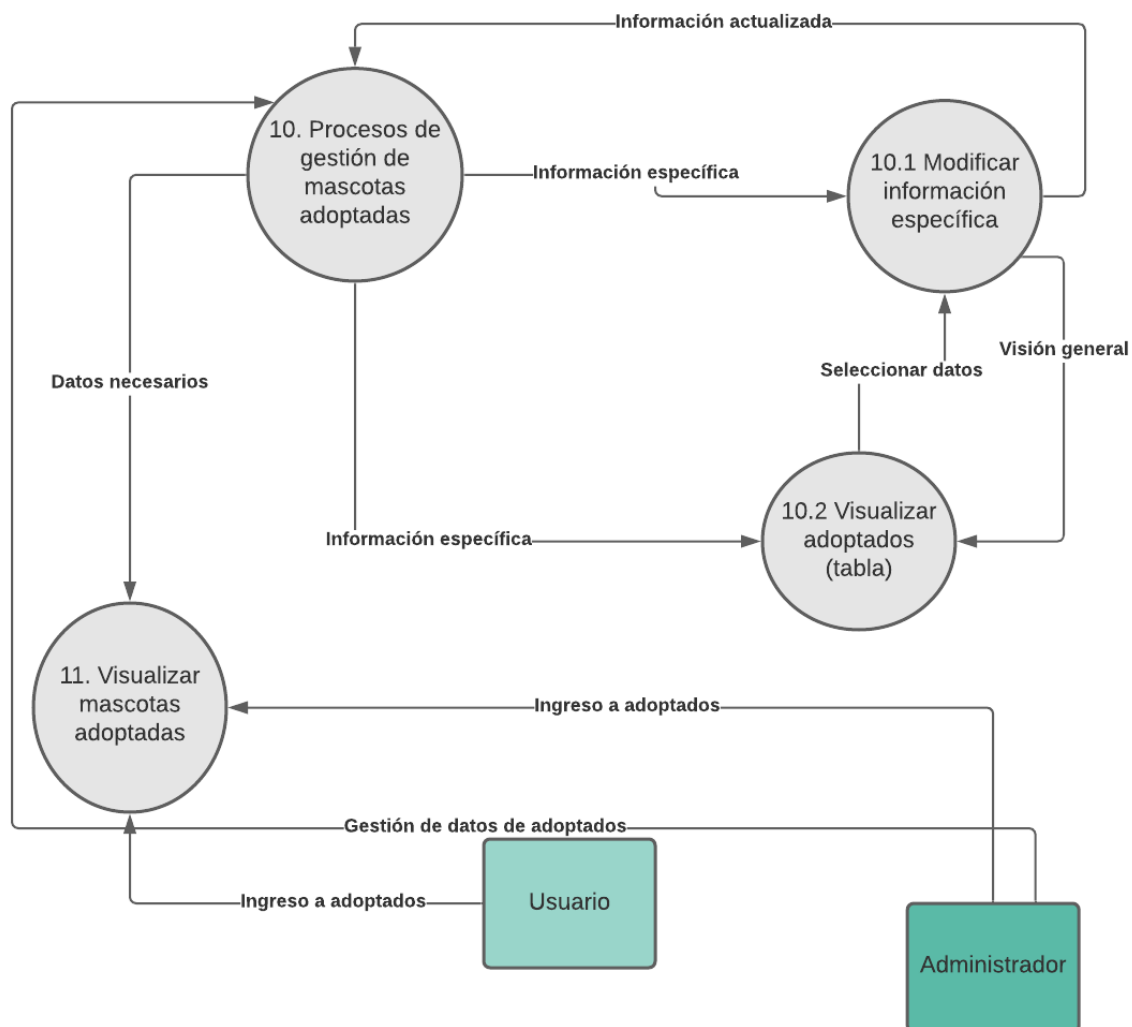 Información actualizada
10. Procesos de
gestión de
mascotas
adoptadas
Información específica
10.1 Modificar
información
específica
Visión general
Seleccionar datos
Datos necesarios
10.2 Visualizar
adoptados
(tabla)
Información específica
11. Visualizar
mascotas
adoptadas
Ingreso a adoptados
Gestión de datos de adoptados
Ingreso a adoptados
Usuario
Administrador